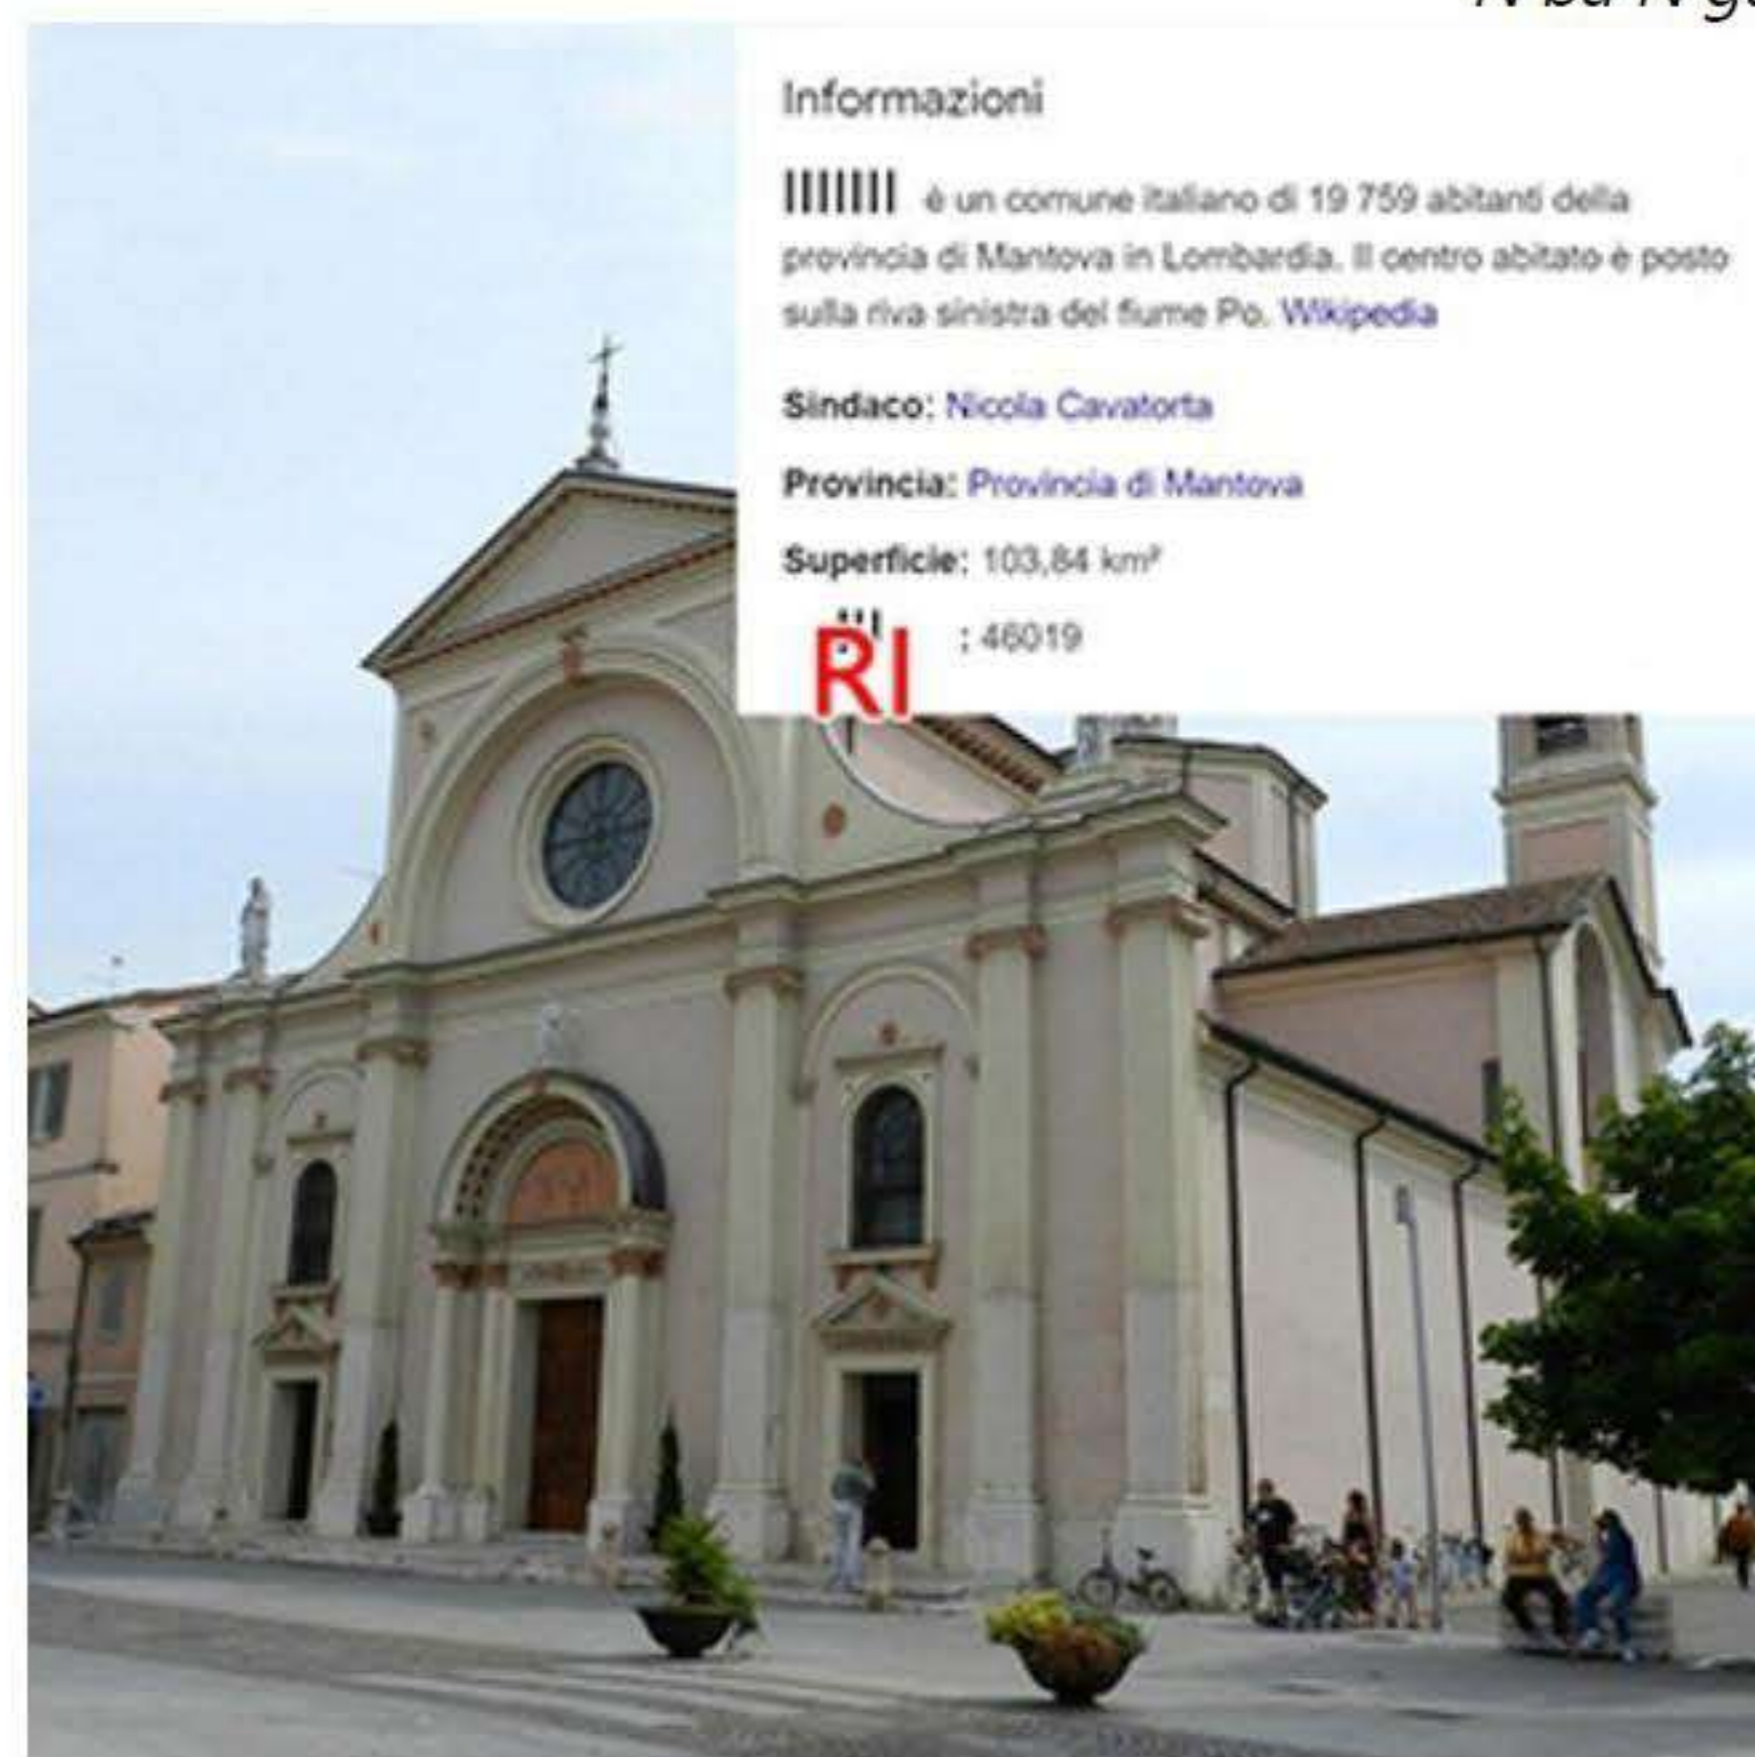 Informazioni
è un comune italiano di 19 759 abitanti della
provincia di Mantova in Lombardia. Il centro abitato è posto
sulla riva sinistra del fiume Po. Wikipedia
Sindaco: Nicola Cavatorta
Provincia: Provincia di Mantova
Superficie: 103,84 km²
RI : 46019